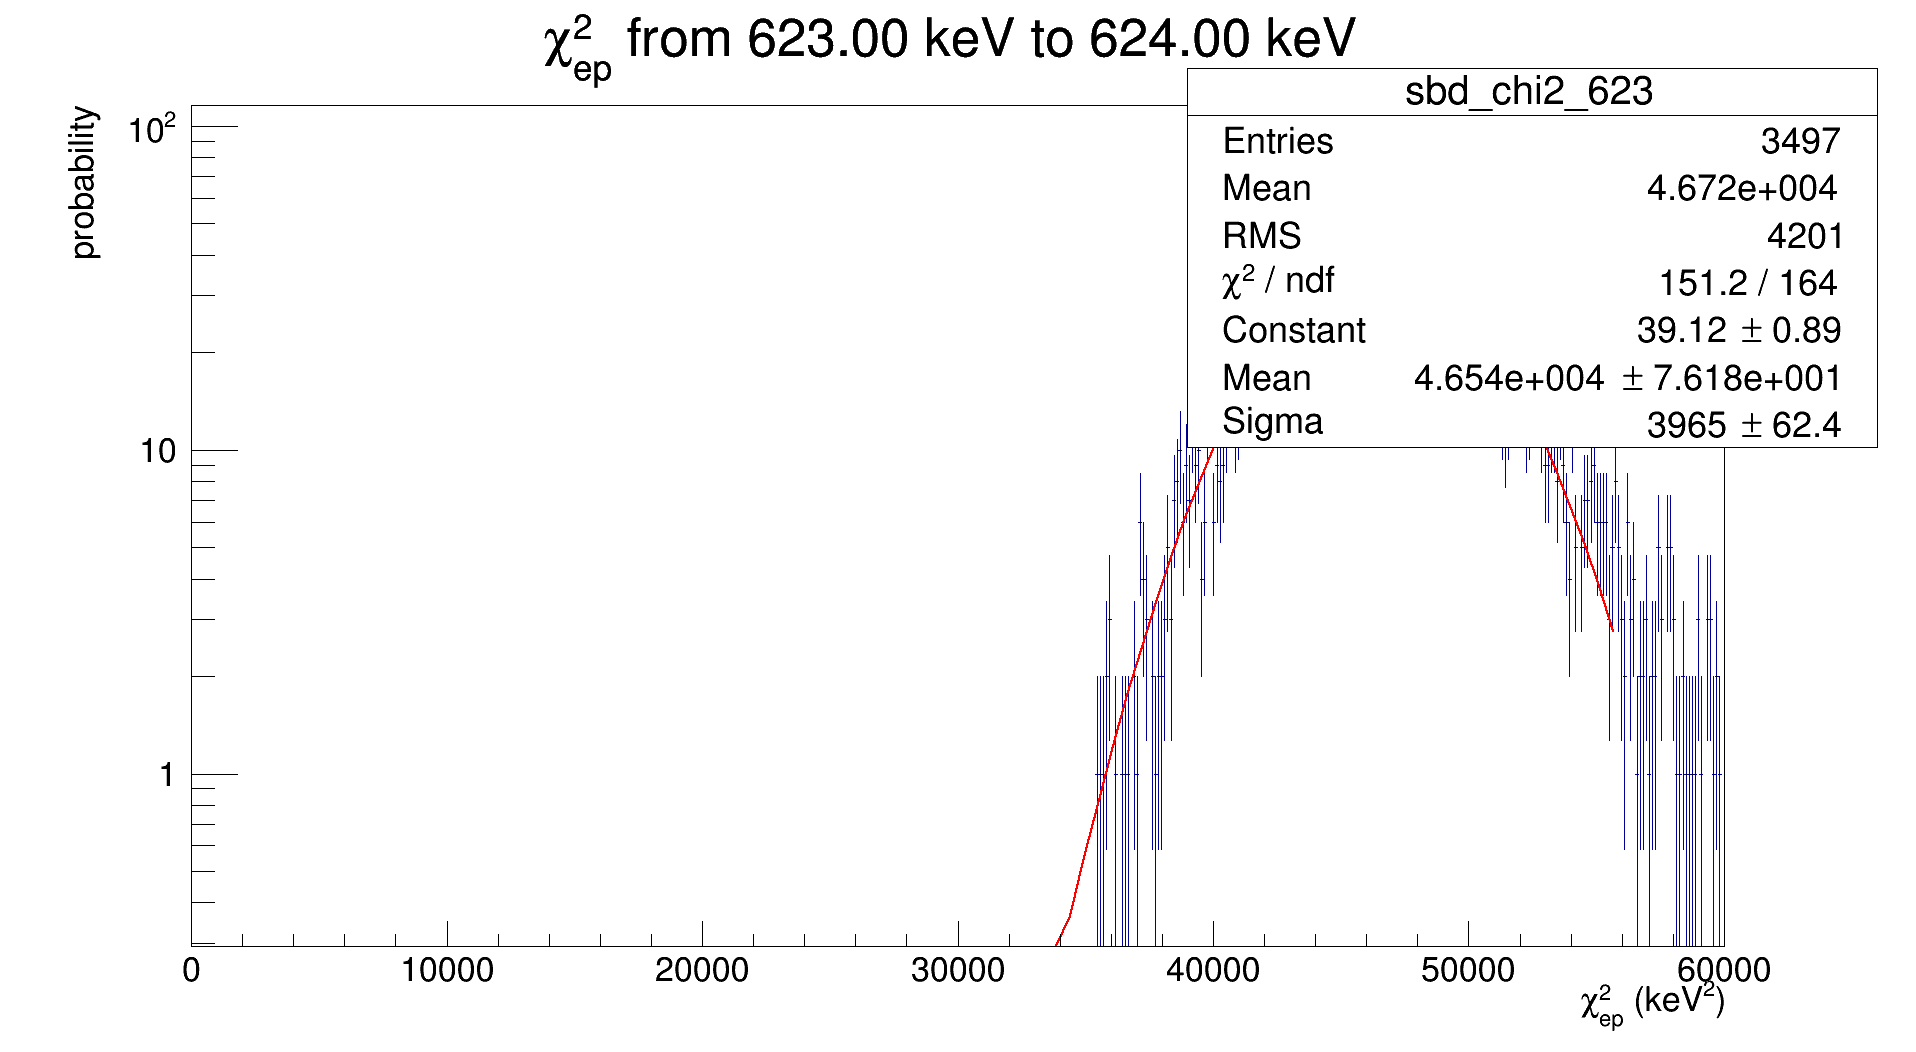 χ²ep from 623.00 keV to 624.00 keV
sbd_chi2_623
Entries 3497
Mean 4.672e+004
RMS 4201
χ² / ndf 151.2 / 164
Constant 39.12 ± 0.89
Mean 4.654e+004 ± 7.618e+001
Sigma 3965 ± 62.4
probability
10²
10
1
0 10000 20000 30000 40000 50000 60000
χ²ep (keV²)